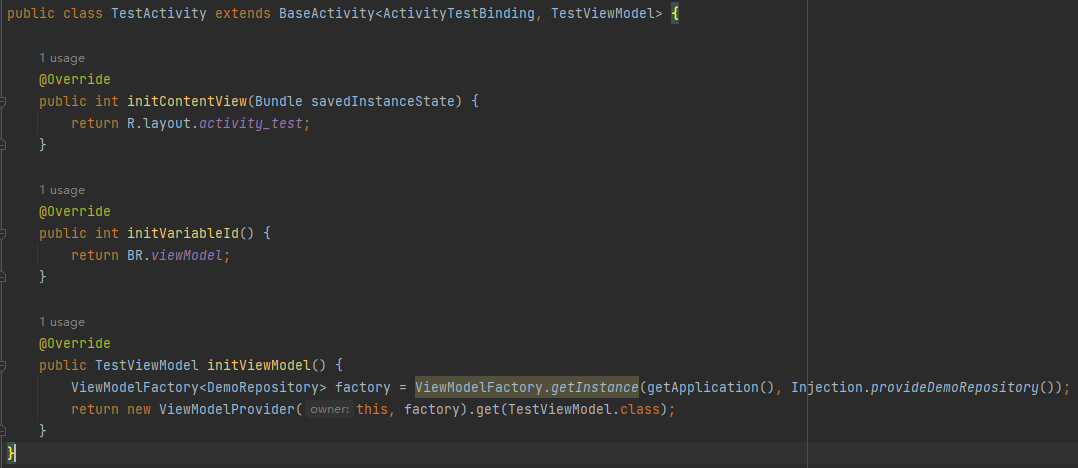 public class TestActivity extends BaseActivity<ActivityTestBinding, TestViewModel> {
1 usage
@Override
public int initContentView(Bundle savedInstanceState) {
return R.layout.activity_test;
}
1 usage
@Override
public int initVariableId() {
return BR.viewModel;
}
1 usage
@Override
public TestViewModel initViewModel() {
ViewModelFactory<DemoRepository> factory = ViewModelFactory.getInstance(getApplication(), Injection.provideDemoRepository());
return new ViewModelProvider( owner: this, factory).get(TestViewModel.class);
}
}